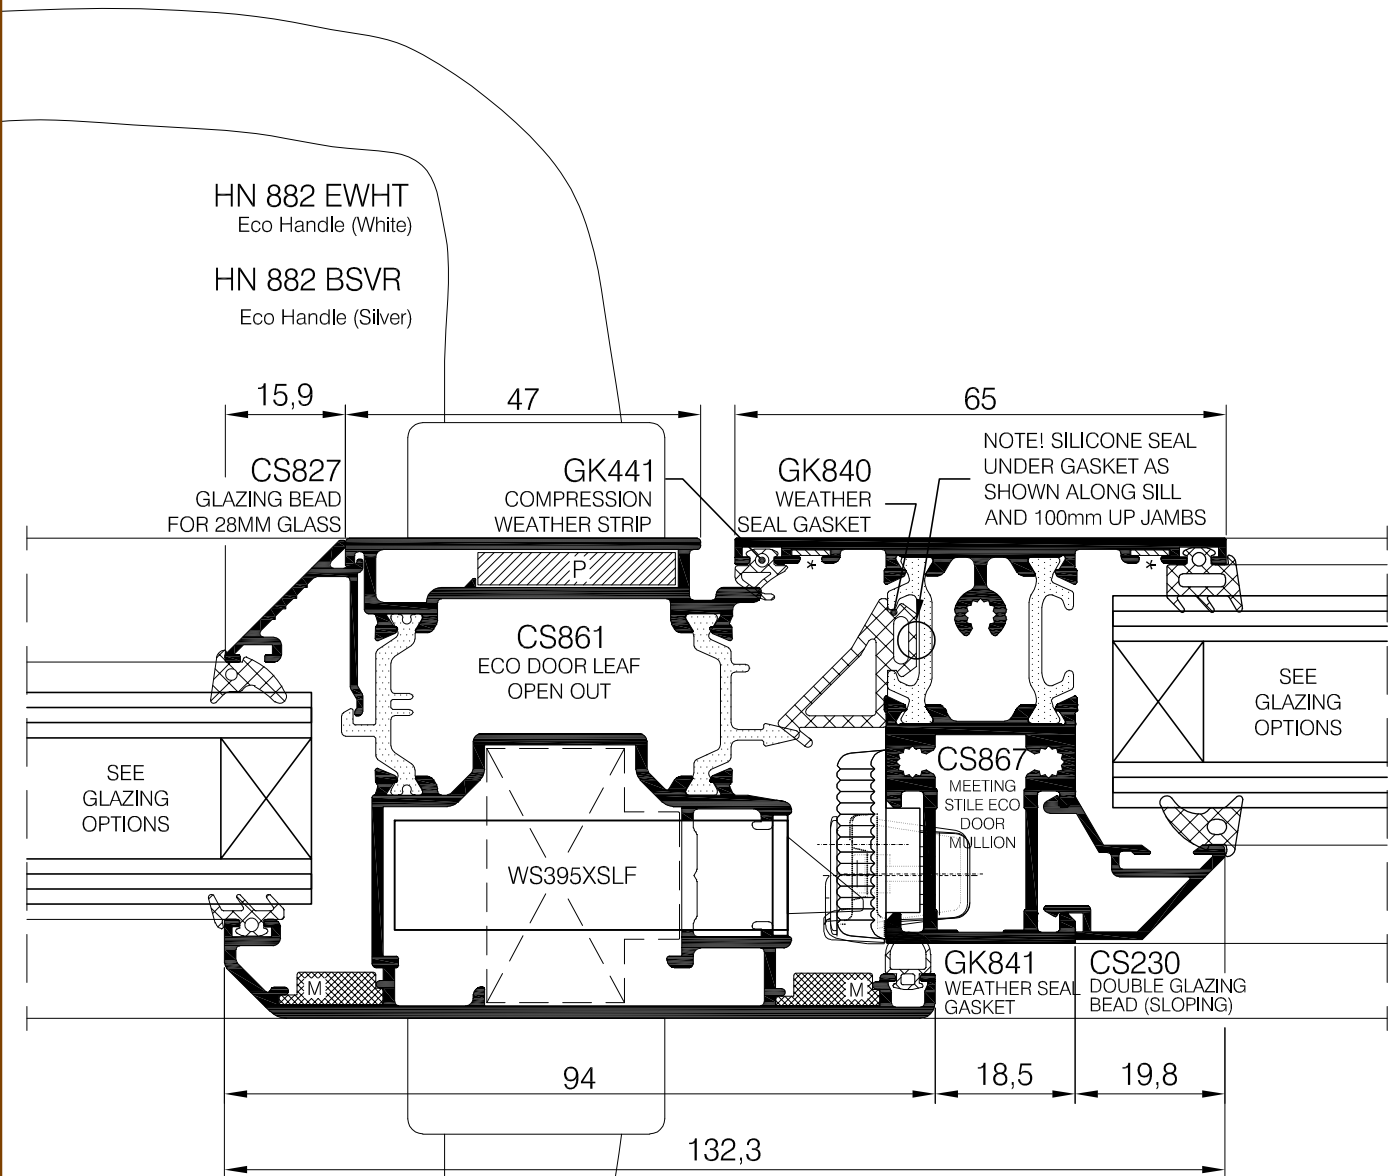 HN 882 EWHT
Eco Handle (White)
HN 882 BSVR
Eco Handle (Silver)
15,9
47
65
CS827
GLAZING BEAD
FOR 28MM GLASS
GK441
COMPRESSION
WEATHER STRIP
GK840
WEATHER
SEAL GASKET
NOTE! SILICONE SEAL
UNDER GASKET AS
SHOWN ALONG SILL
AND 100mm UP JAMBS
P
*
*
CS861
ECO DOOR LEAF
OPEN OUT
SEE
GLAZING
OPTIONS
SEE
GLAZING
OPTIONS
CS867
MEETING
STILE ECO
DOOR
MULLION
WS395XSLF
M
M
GK841
WEATHER SEAL
GASKET
CS230
DOUBLE GLAZING
BEAD (SLOPING)
94
18,5
19,8
132,3